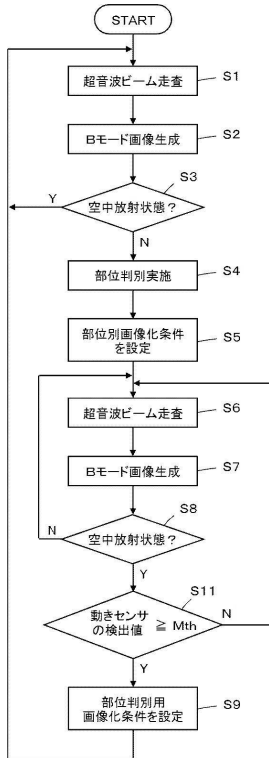 START
超音波ビーム走査
S1
Bモード画像生成
S2
S3
Y
空中放射状態？
N
部位判別実施
S4
部位別画像化条件
を設定
S5
超音波ビーム走査
S6
Bモード画像生成
S7
S8
N
空中放射状態？
Y
S11
動きセンサ
の検出値 ≧ Mth
N
Y
部位判別用
画像化条件を設定
S9